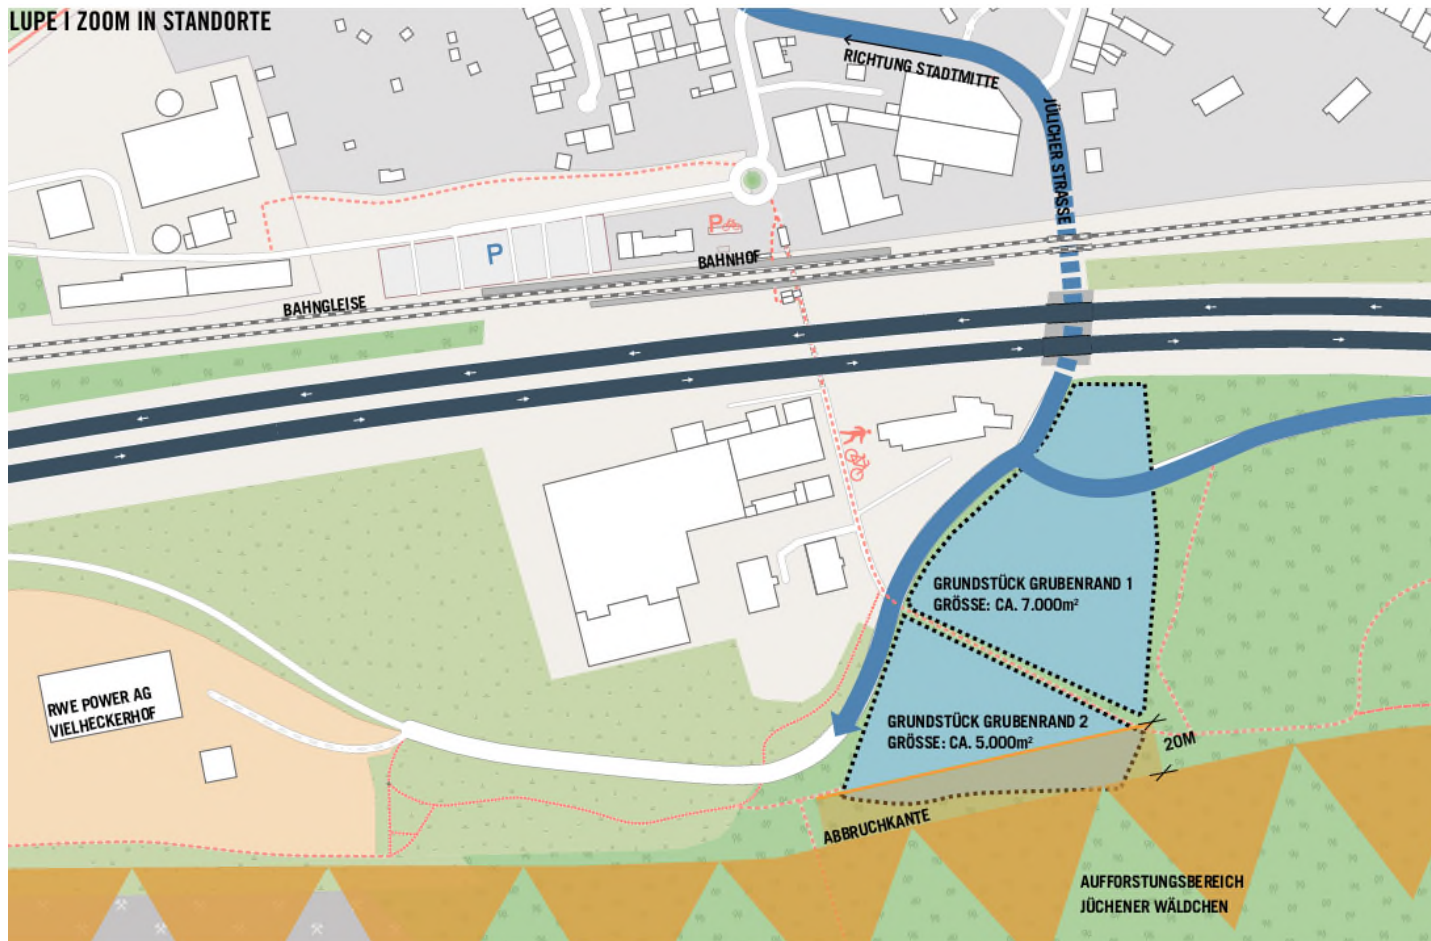 LUPE I ZOOM IN STANDORTE
RICHTUNG STADTMITTE
JÜLICHER STRASSE
P
P
BAHNHOF
BAHNGLEISE
GRUNDSTÜCK GRUBENRAND 1
GRÖSSE: CA. 7.000m²
RWE POWER AG
VIELHECKERHOF
GRUNDSTÜCK GRUBENRAND 2
GRÖSSE: CA. 5.000m²
20M
ABBRUCHKANTE
AUFFORSTUNGSBEREICH
JÜCHENER WÄLDCHEN